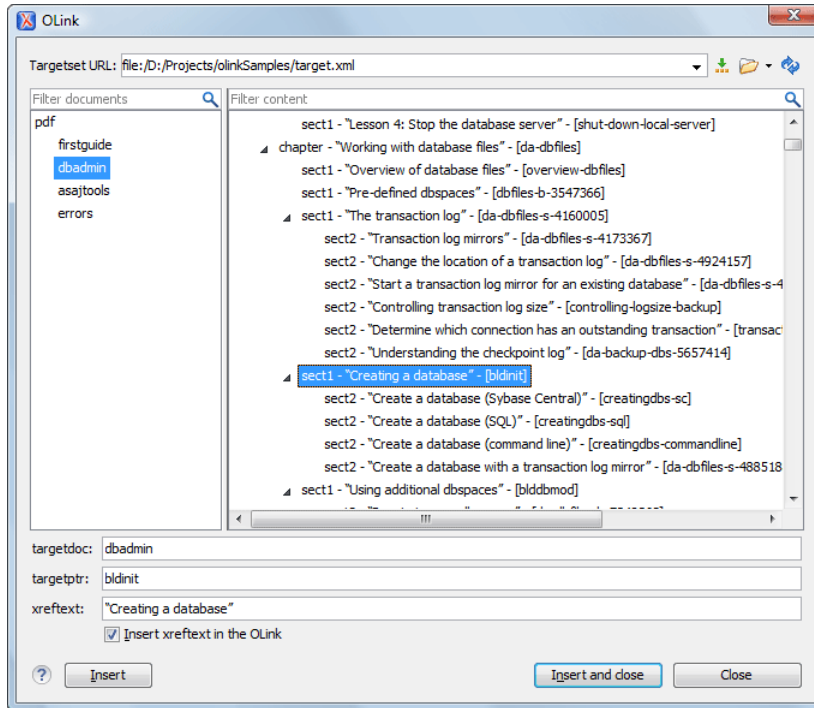 OLink
Targetset URL: file:/D:/Projects/olinkSamples/target.xml
Filter documents
Filter content
pdf
firstguide
dbadmin
asajtools
errors
sect1 - "Lesson 4: Stop the database server" - [shut-down-local-server]
chapter - "Working with database files" - [da-dbfiles]
sect1 - "Overview of database files" - [overview-dbfiles]
sect1 - "Pre-defined dbspaces" - [dbfiles-b-3547366]
sect1 - "The transaction log" - [da-dbfiles-s-4160005]
sect2 - "Transaction log mirrors" - [da-dbfiles-s-4173367]
sect2 - "Change the location of a transaction log" - [da-dbfiles-s-4924157]
sect2 - "Start a transaction log mirror for an existing database" - [da-dbfiles-s-4
sect2 - "Controlling transaction log size" - [controlling-logsize-backup]
sect2 - "Determine which connection has an outstanding transaction" - [transact
sect2 - "Understanding the checkpoint log" - [da-backup-dbs-5657414]
sect1 - "Creating a database" - [bldinit]
sect2 - "Create a database (Sybase Central)" - [creatingdbs-sc]
sect2 - "Create a database (SQL)" - [creatingdbs-sql]
sect2 - "Create a database (command line)" - [creatingdbs-commandline]
sect2 - "Create a database with a transaction log mirror" - [da-dbfiles-s-488518
sect1 - "Using additional dbspaces" - [blddbmod]
targetdoc: dbadmin
targetptr: bldinit
xreftext: "Creating a database"
Insert xreftext in the OLink
? Insert Insert and close Close